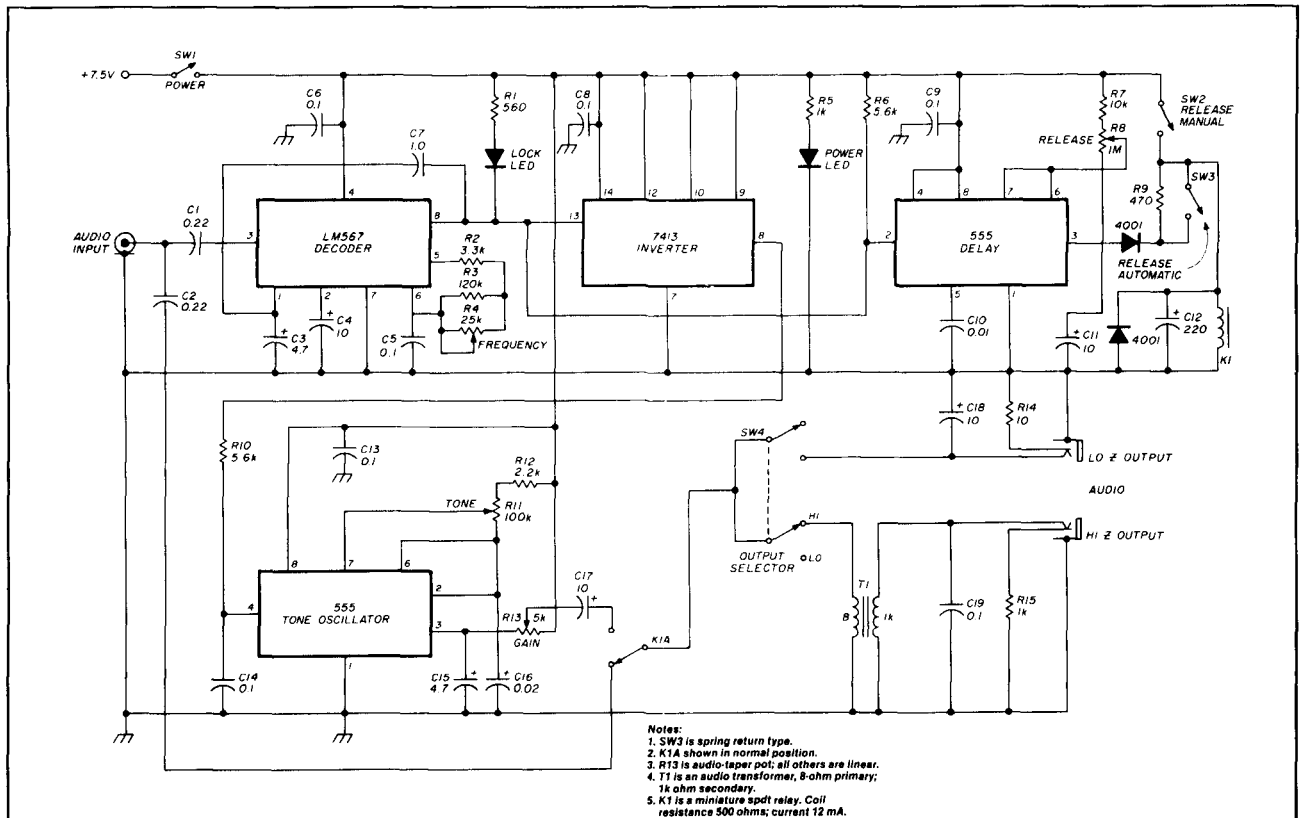 SW1
+7.5V
POWER
C6
0.1
C7
1.0
R1
560
LOCK
LED
C8
0.1
R5
1k
POWER
LED
R6
5.6k
C9
0.1
R7
10k
RELEASE
R8
1M
SW2
RELEASE
MANUAL
SW3
R9
470
4001
RELEASE
AUTOMATIC
AUDIO
INPUT
C1
0.22
C2
0.22
3
4
LM567
DECODER
8
5
1
2
7
6
R2
3.3k
R3
120k
R4
25k
FREQUENCY
C3
4.7
+
C4
10
+
C5
0.1
14
12
10
9
13
7413
INVERTER
8
7
4
8
7
6
2
555
DELAY
3
5
1
C10
0.01
C11
10
+
4001
C12
220
+
K1
C18
10
+
R14
10
LO Z OUTPUT
AUDIO
HI Z OUTPUT
R10
5.6k
C13
0.1
R12
2.2k
TONE
R11
100k
8
7
6
2
4
555
TONE OSCILLATOR
3
1
R13
5k
GAIN
C17
10
+
K1A
C14
0.1
C15
4.7
+
C16
0.02
+
SW4
HI
LO
OUTPUT
SELECTOR
T1
8
1k
C19
0.1
R15
1k
Notes:
1. SW3 is spring return type.
2. K1A shown in normal position.
3. R13 is audio-taper pot; all others are linear.
4. T1 is an audio transformer, 8-ohm primary;
1k ohm secondary.
5. K1 is a miniature spdt relay. Coil
resistance 500 ohms; current 12 mA.